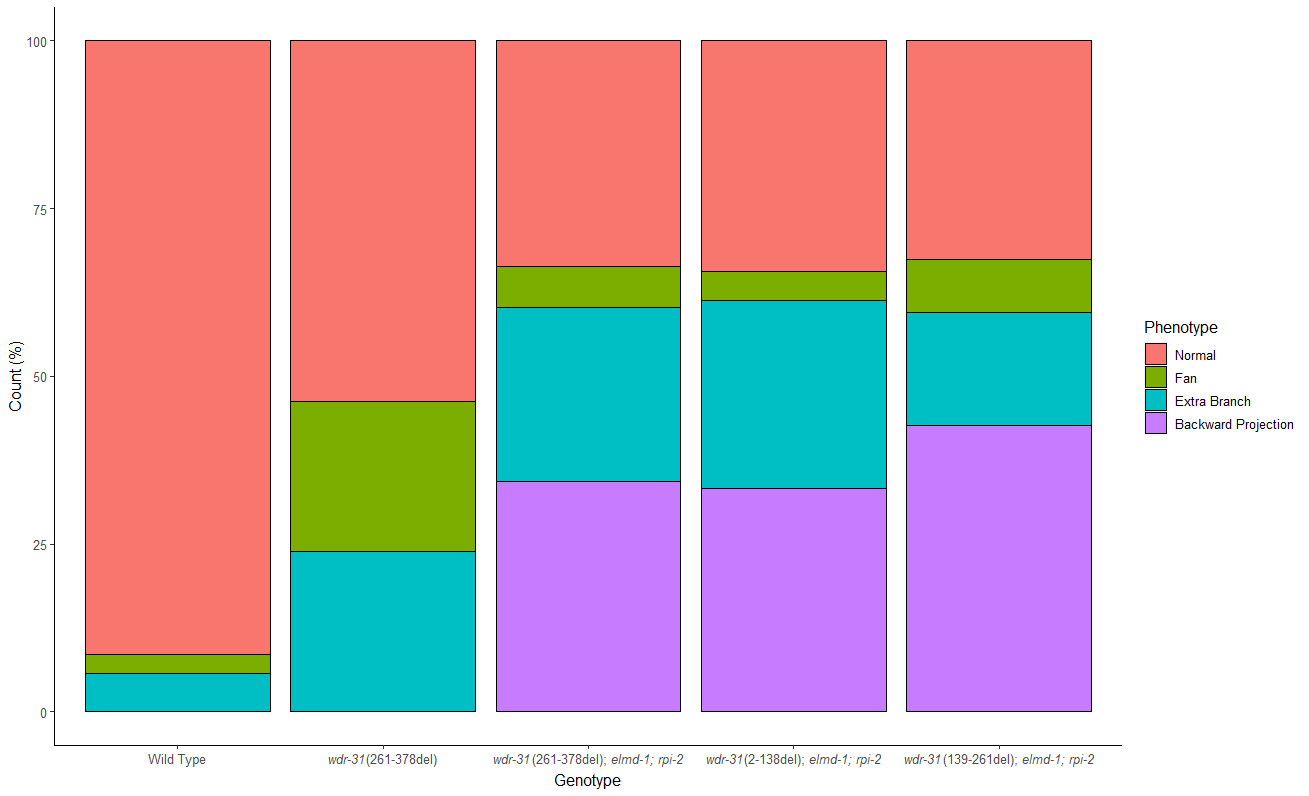 100
75
50
25
0
Count (%)
Wild Type
wdr-31(261-378del)
wdr-31(261-378del); elmd-1; rpi-2
wdr-31(2-138del); elmd-1; rpi-2
wdr-31(139-261del); elmd-1; rpi-2
Genotype
Phenotype
Normal
Fan
Extra Branch
Backward Projection